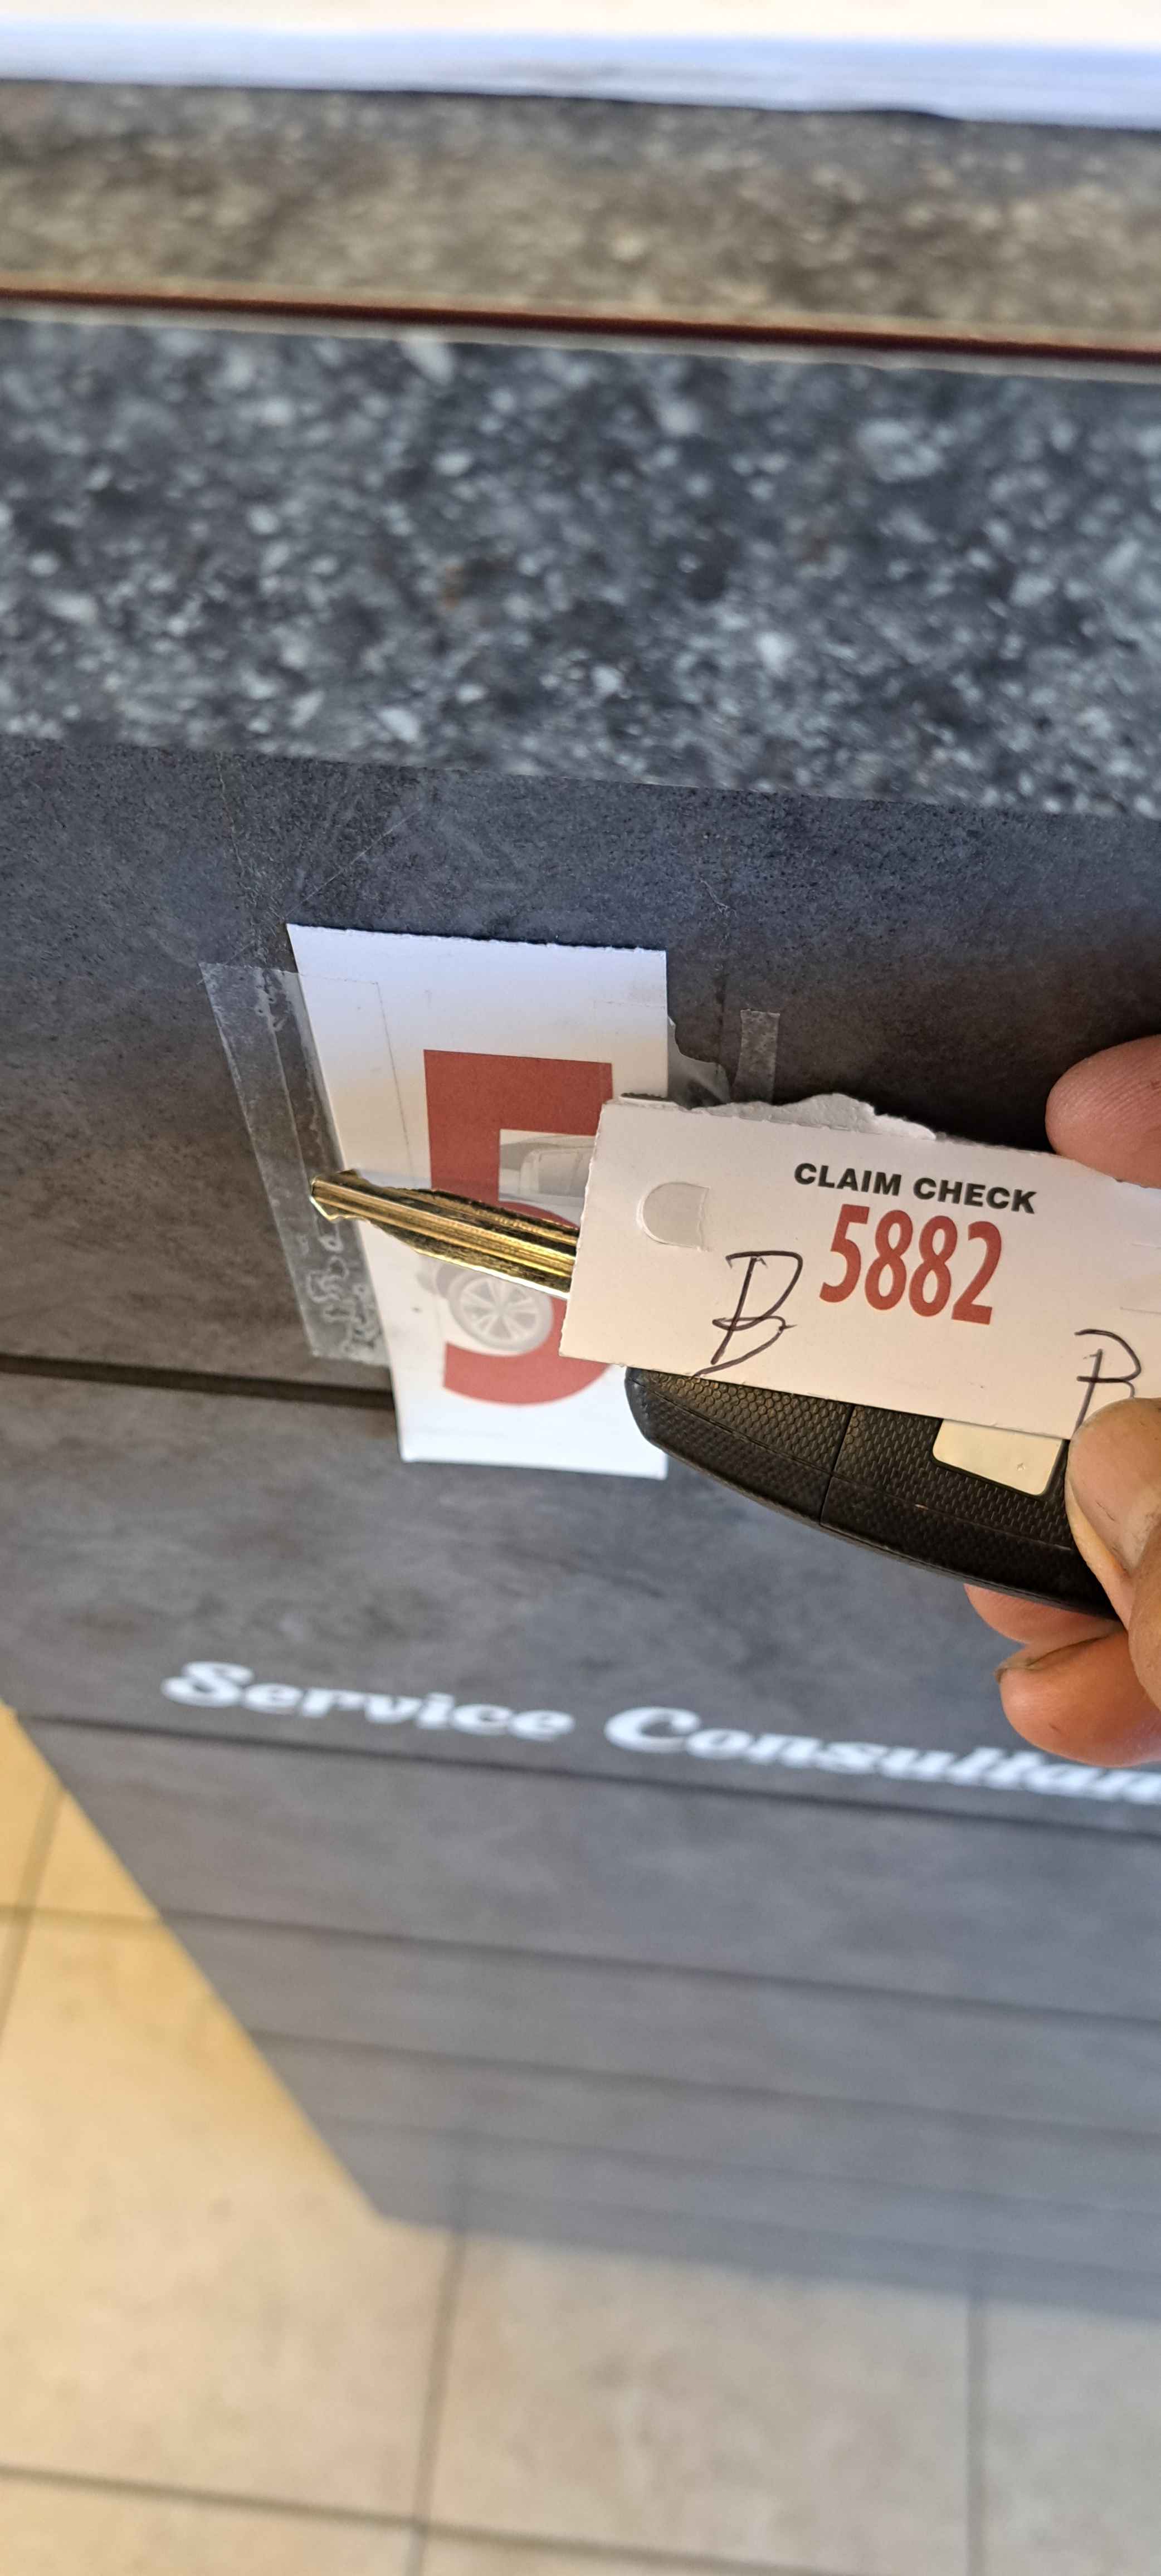 5
CLAIM CHECK
5882
B
B
Service Consultan